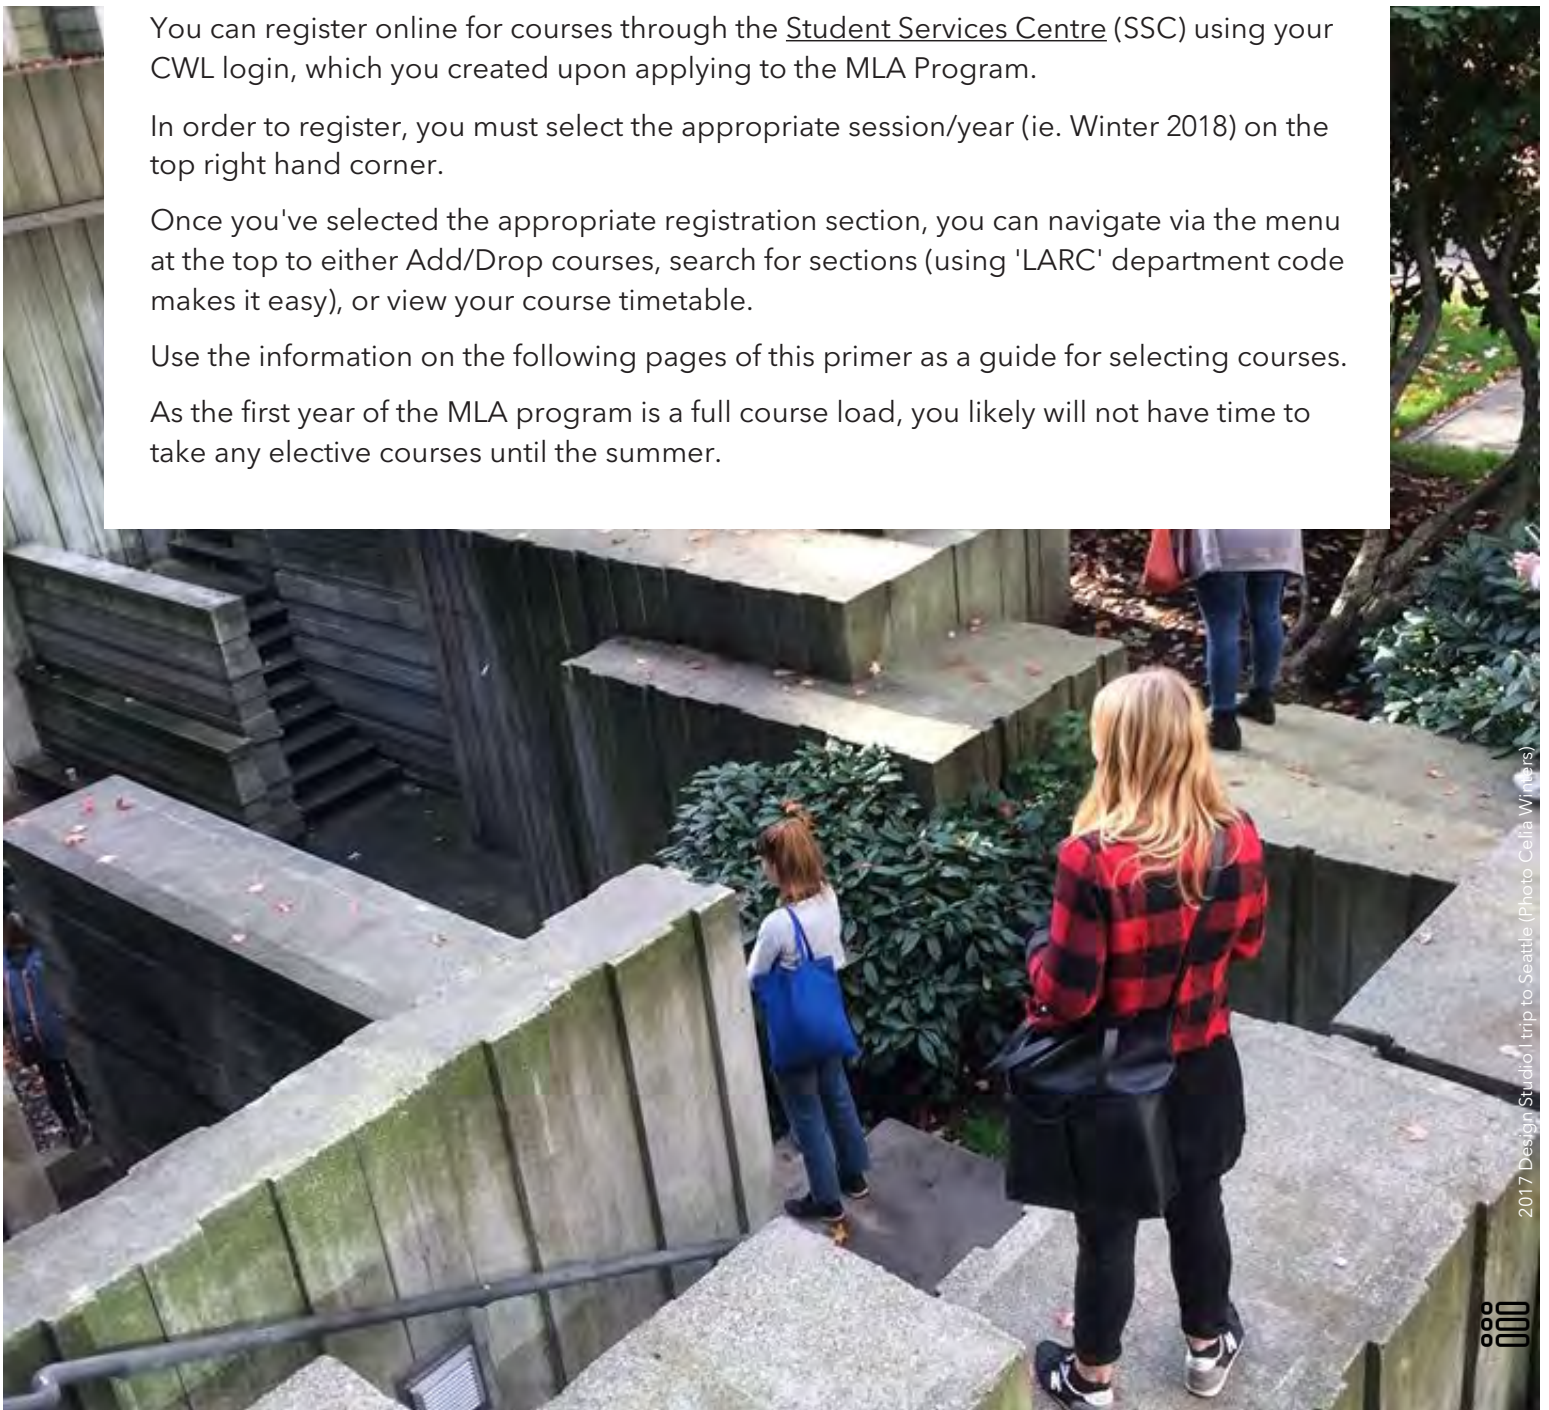 You can register online for courses through the Student Services Centre (SSC) using your
CWL login, which you created upon applying to the MLA Program.
In order to register, you must select the appropriate session/year (ie. Winter 2018) on the
top right hand corner.
Once you've selected the appropriate registration section, you can navigate via the menu
at the top to either Add/Drop courses, search for sections (using 'LARC' department code
makes it easy), or view your course timetable.
Use the information on the following pages of this primer as a guide for selecting courses.
As the first year of the MLA program is a full course load, you likely will not have time to
take any elective courses until the summer.
2017 Design Studio I trip to Seattle (Photo Celia Winters)